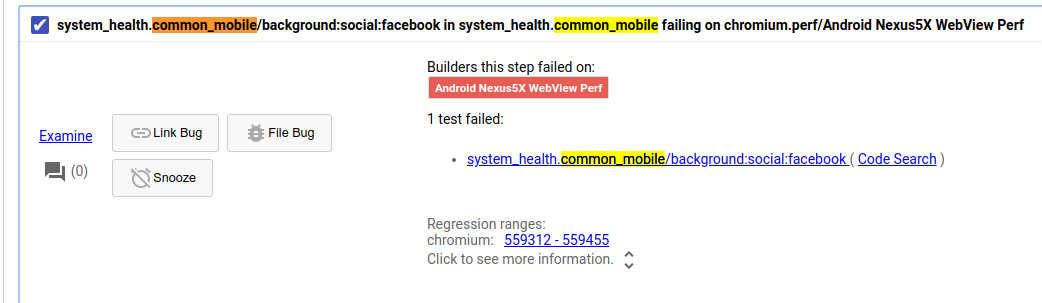 system_health.common_mobile/background:social:facebook in system_health.common_mobile failing on chromium.perf/Android Nexus5X WebView Perf
Builders this step failed on:
Android Nexus5X WebView Perf
1 test failed:
Examine
Link Bug
File Bug
(0)
Snooze
• system_health.common_mobile/background:social:facebook ( Code Search )
Regression ranges:
chromium: 559312 - 559455
Click to see more information.